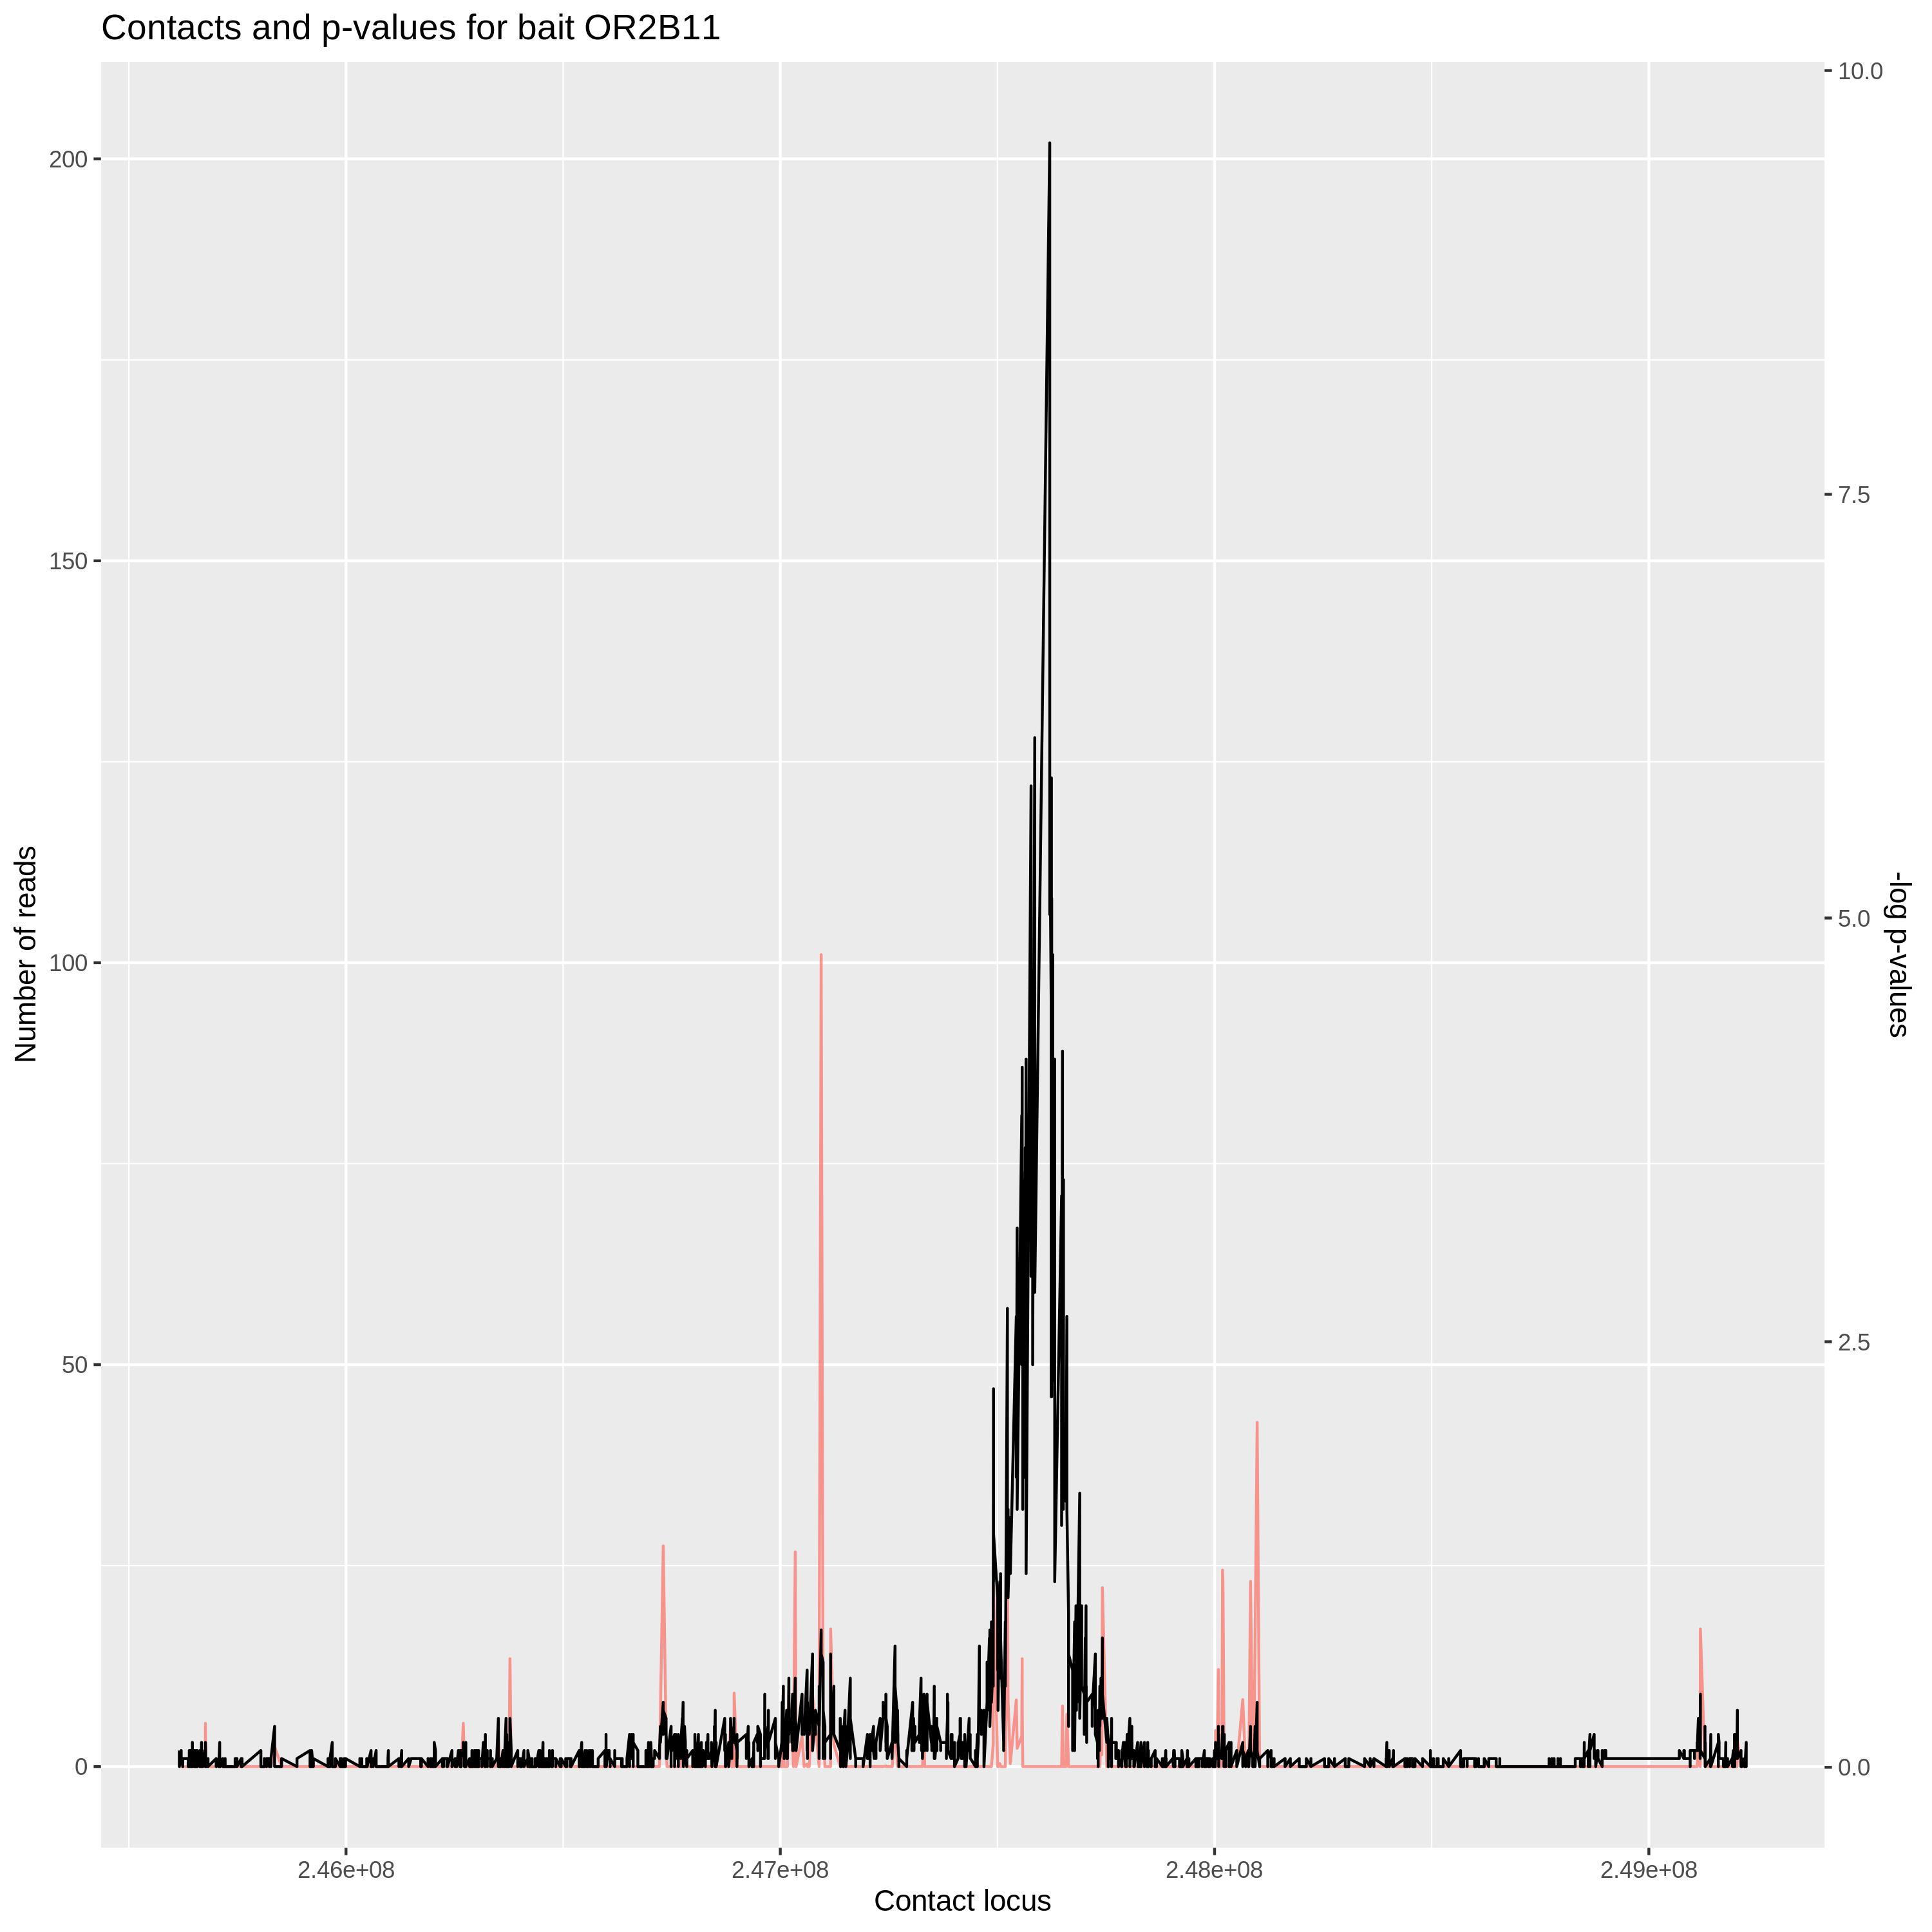 Contacts and p-values for bait OR2B11
Number of reads
200
150
100
50
0
10.0
7.5
5.0
2.5
0.0
-log p-values
2.46e+08
2.47e+08
2.48e+08
2.49e+08
Contact locus